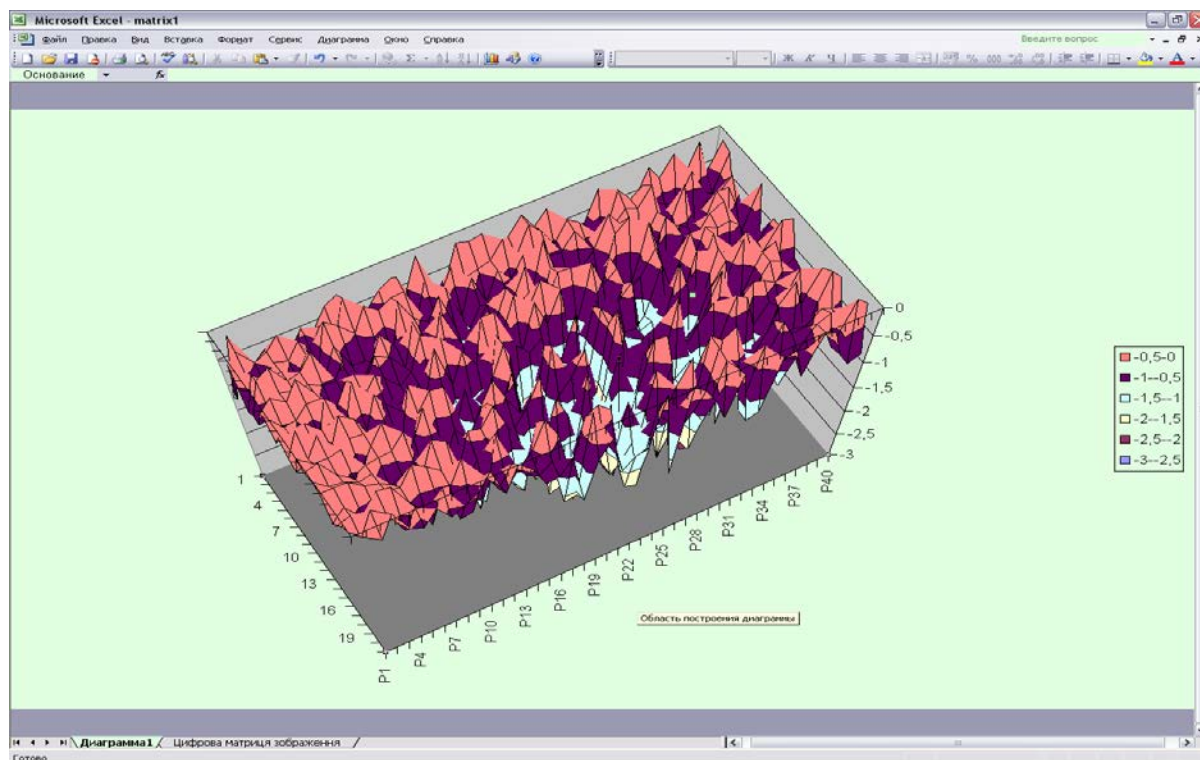 Microsoft Excel - matrix1
Файл Правка Вид Вставка Формат Сервис Диаграмма Окно Справка
Введите вопрос
Основание fx
0
-0,5
-1
-1,5
-2
-2,5
-3
-0,5-0
-1--0,5
-1,5--1
-2--1,5
-2,5--2
-3--2,5
1
4
7
10
13
16
19
P1
P4
P7
P10
P13
P16
P19
P22
P25
P28
P31
P34
P37
P40
Область построения диаграммы
Диаграмма1 Цифрова матриця зображення
Готово